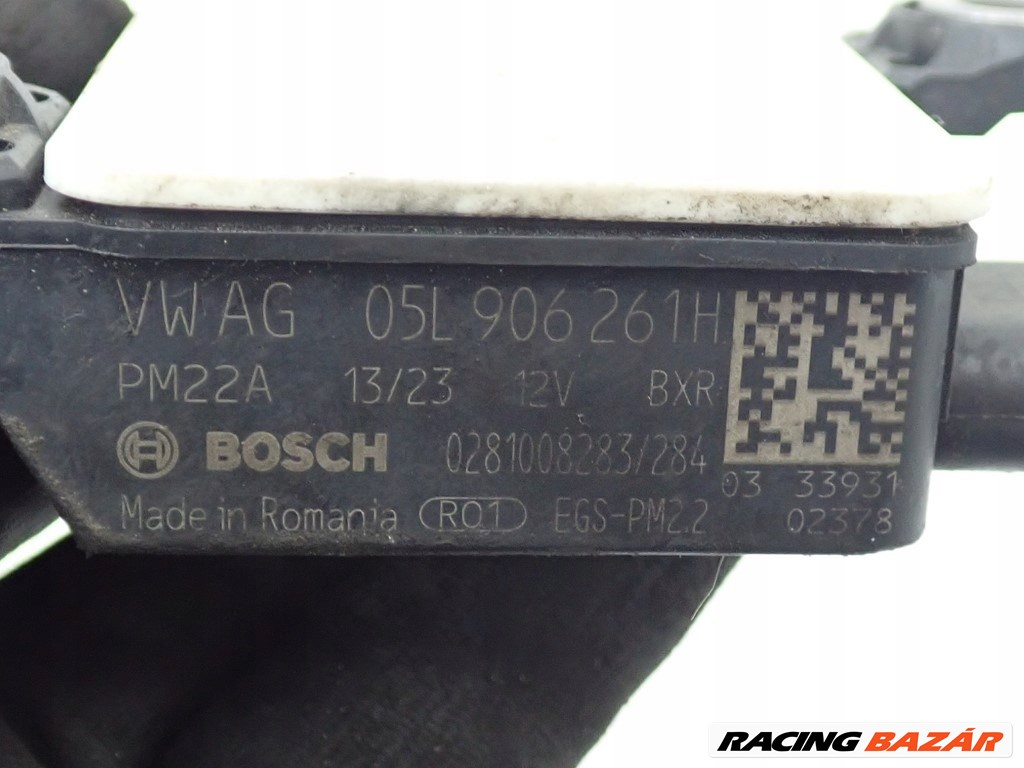 VW AG 05L 906 261H
PM22A 13/23 12V BXR
BOSCH 0281008283/284
03 33931
Made in Romania RQ1 EGS-PM2.2
02378
RACING BAZÁR